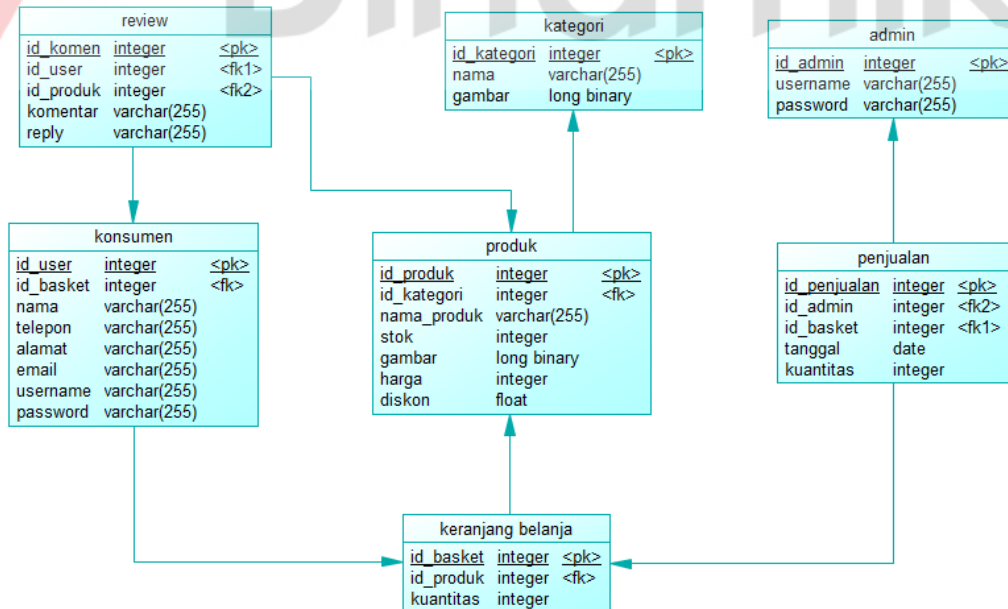 Dinamik
review
id_komen integer <pk>
id_user integer <fk1>
id_produk integer <fk2>
komentar varchar(255)
reply varchar(255)
kategori
id_kategori integer <pk>
nama varchar(255)
gambar long binary
admin
id_admin integer <pk>
username varchar(255)
password varchar(255)
konsumen
id_user integer <pk>
id_basket integer <fk>
nama varchar(255)
telepon varchar(255)
alamat varchar(255)
email varchar(255)
username varchar(255)
password varchar(255)
produk
id_produk integer <pk>
id_kategori integer <fk>
nama_produk varchar(255)
stok integer
gambar long binary
harga integer
diskon float
penjualan
id_penjualan integer <pk>
id_admin integer <fk2>
id_basket integer <fk1>
tanggal date
kuantitas integer
keranjang belanja
id_basket integer <pk>
id_produk integer <fk>
kuantitas integer